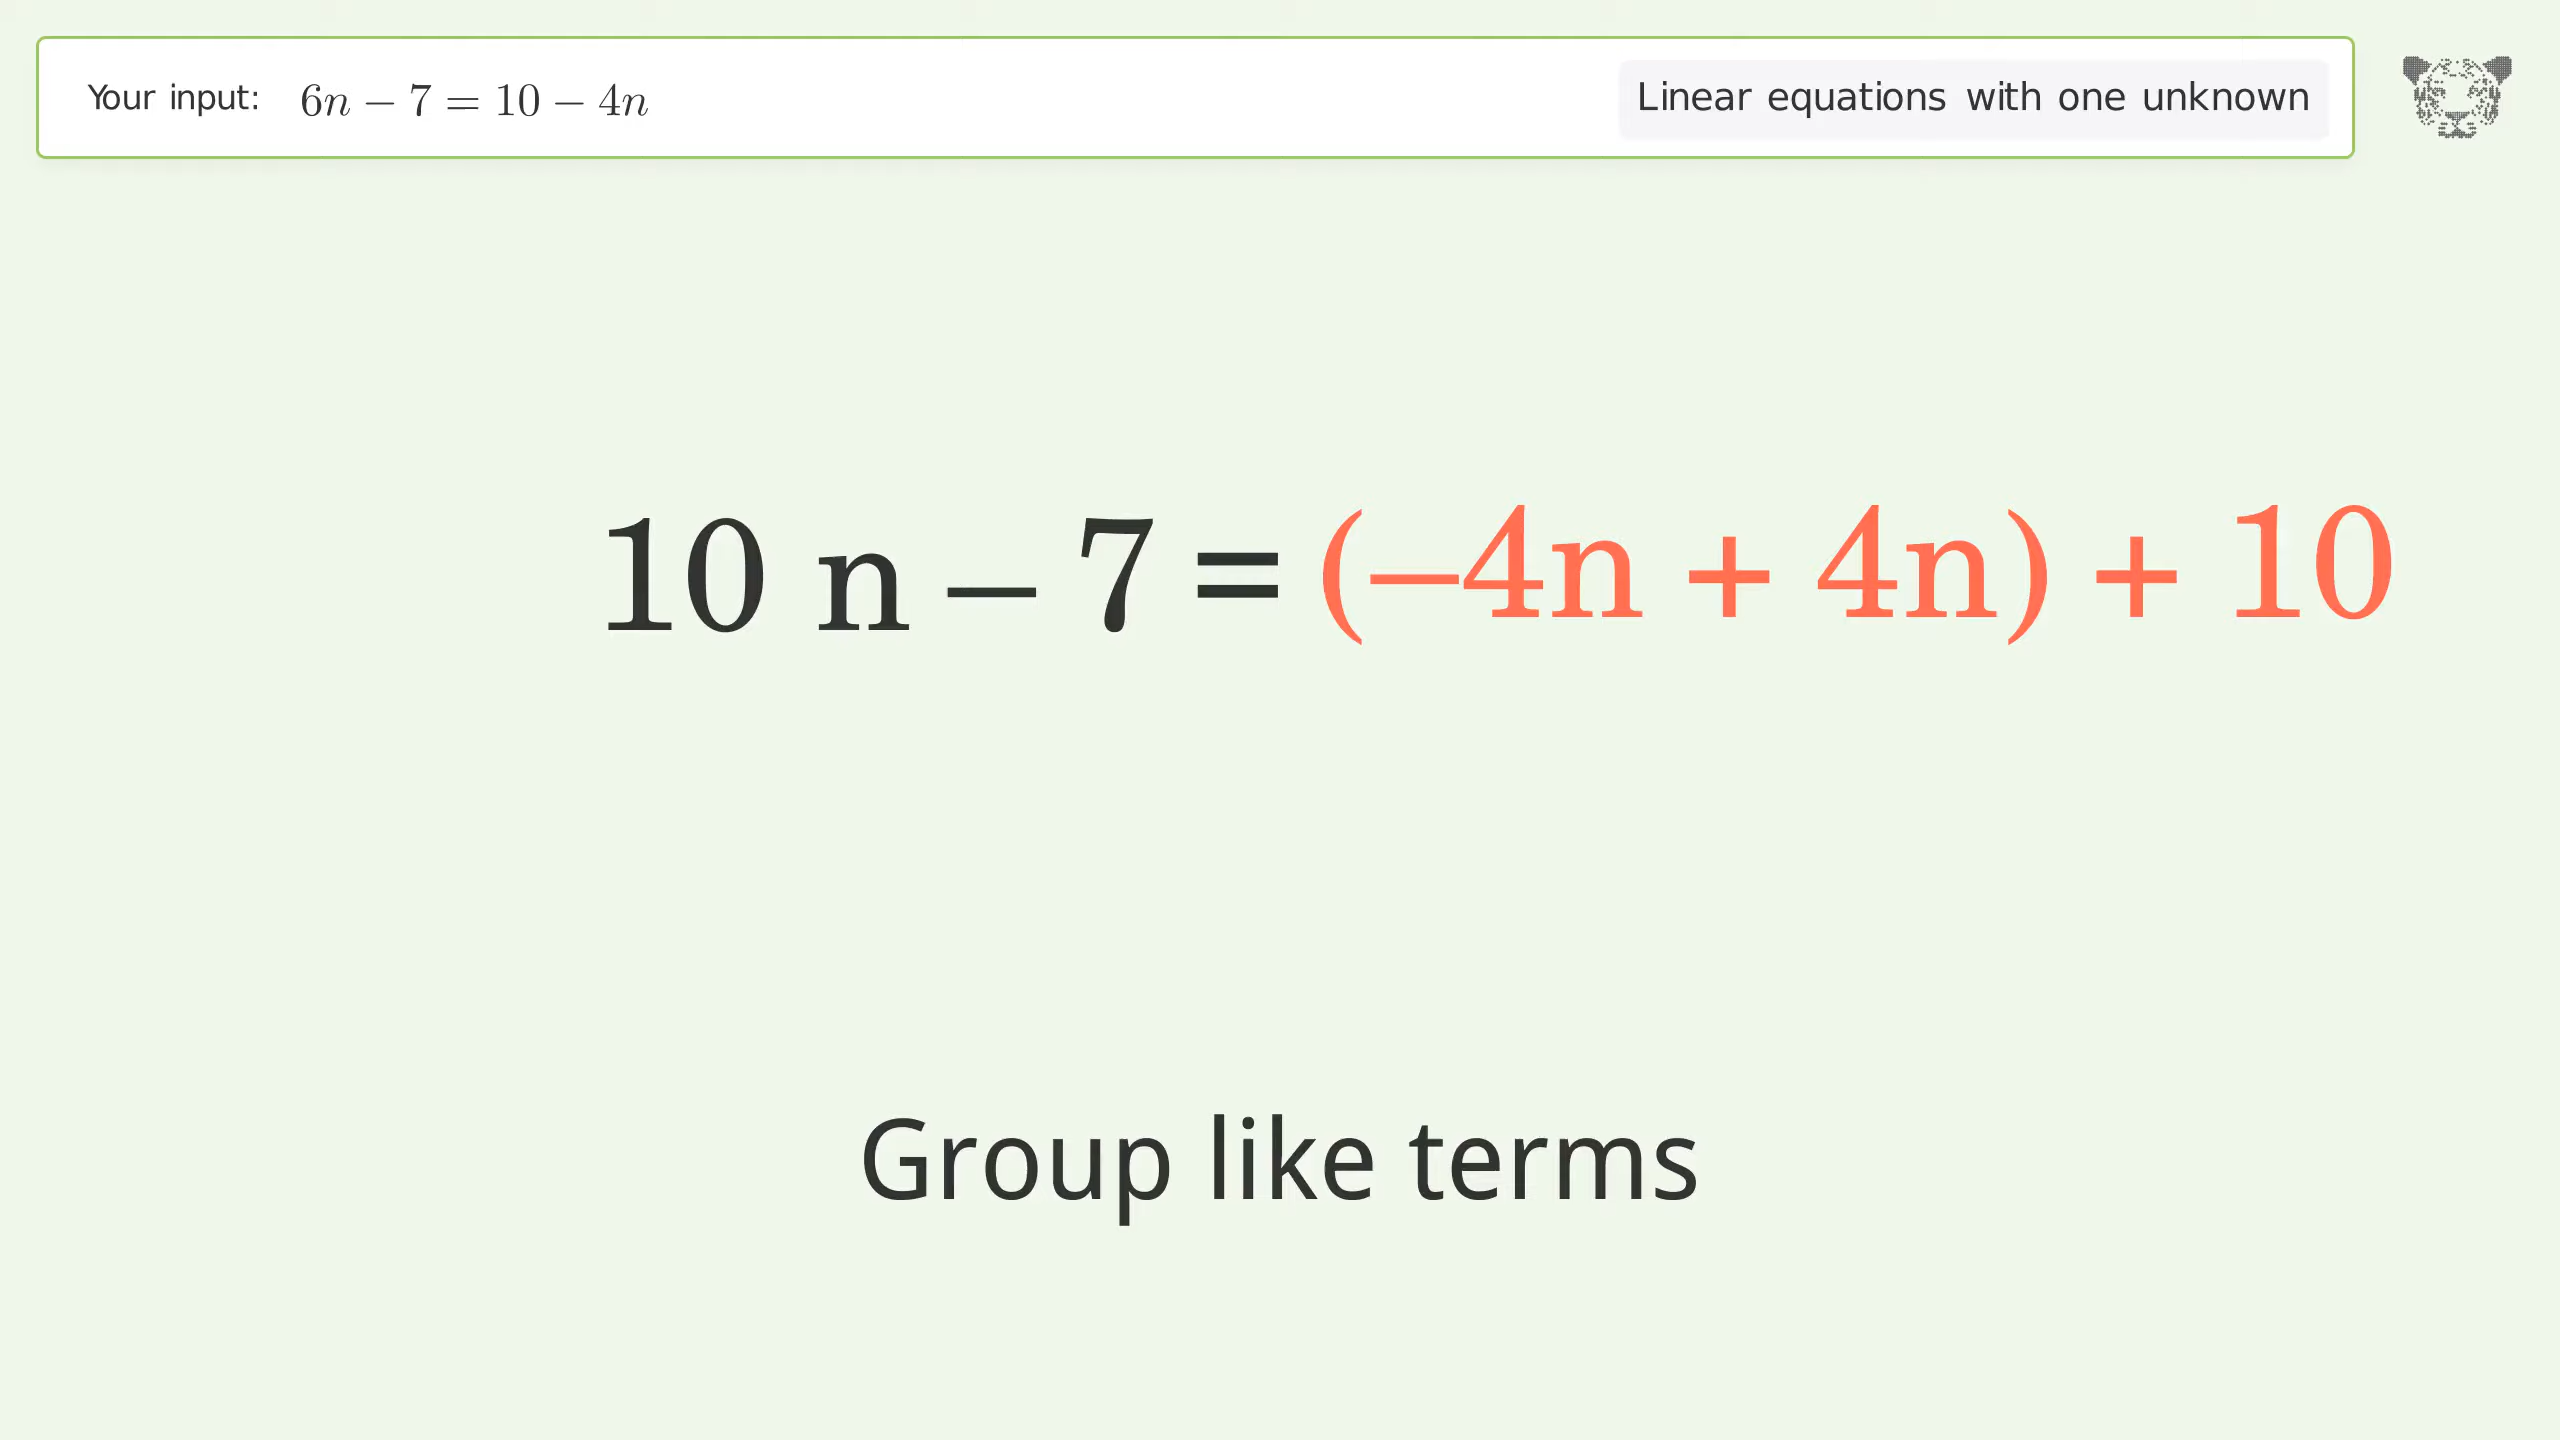 Your input: 6n − 7 = 10 − 4n
Linear equations with one unknown
10 n – 7 = (–4n + 4n) + 10
Group like terms